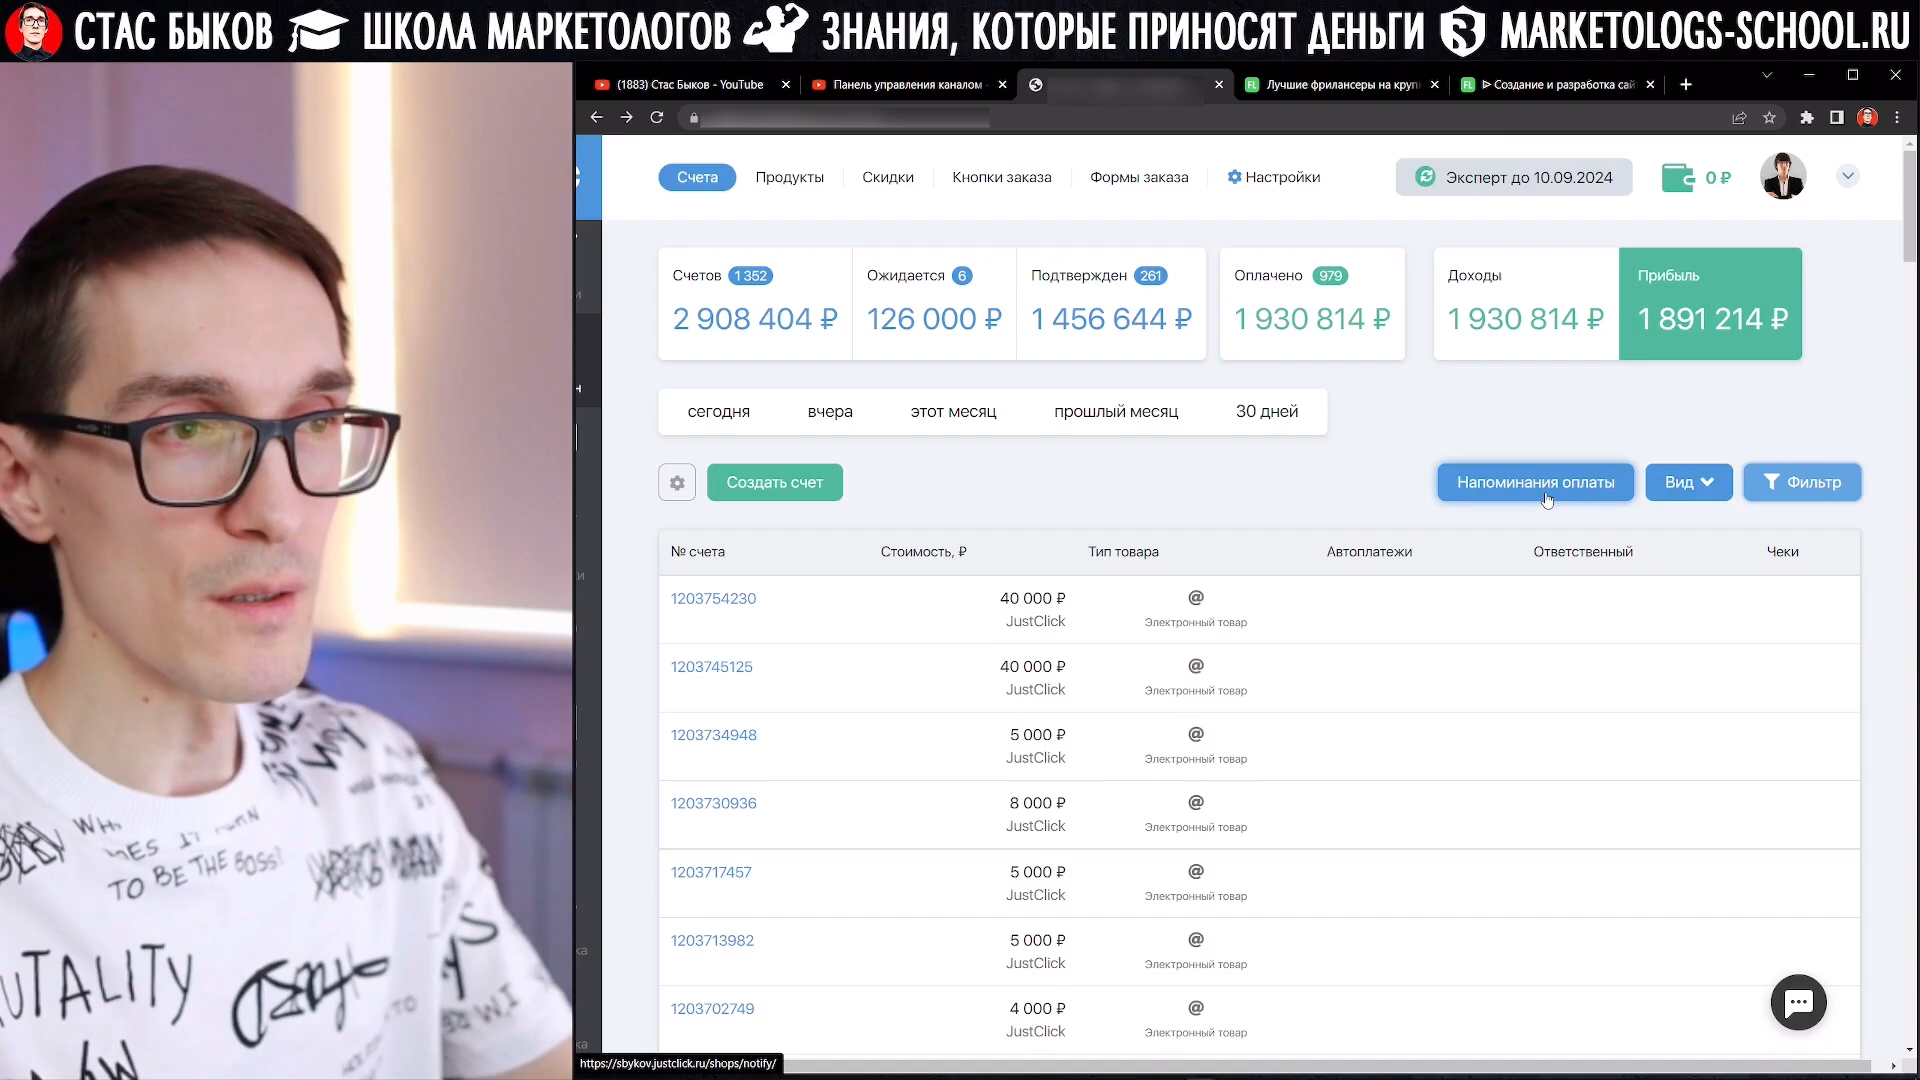 СТАС БЫКОВ ШКОЛА МАРКЕТОЛОГОВ ЗНАНИЯ, КОТОРЫЕ ПРИНОСЯТ ДЕНЬГИ MARKETOLOGS-SCHOOL.RU
(1883) Стас Быков - YouTube
Панель управления каналом -
Лучшие фрилансеры на круп
ᐈ Создание и разработка сай
Счета
Продукты
Скидки
Кнопки заказа
Формы заказа
Настройки
Эксперт до 10.09.2024
0 ₽
Счетов 1 352
2 908 404 ₽
Ожидается 6
126 000 ₽
Подтвержден 261
1 456 644 ₽
Оплачено 979
1 930 814 ₽
Доходы
1 930 814 ₽
Прибыль
1 891 214 ₽
сегодня вчера этот месяц прошлый месяц 30 дней
Создать счет
Напоминания оплаты
Вид
Фильтр
№ счета Стоимость, ₽ Тип товара Автоплатежи Ответственный Чеки
1203754230 40 000 ₽ @
JustClick Электронный товар
1203745125 40 000 ₽ @
JustClick Электронный товар
1203734948 5 000 ₽ @
JustClick Электронный товар
1203730936 8 000 ₽ @
JustClick Электронный товар
1203717457 5 000 ₽ @
JustClick Электронный товар
1203713982 5 000 ₽ @
JustClick Электронный товар
1203702749 4 000 ₽ @
JustClick Электронный товар
https://sbykov.justclick.ru/shops/notify/
TO BE THE BOSS!